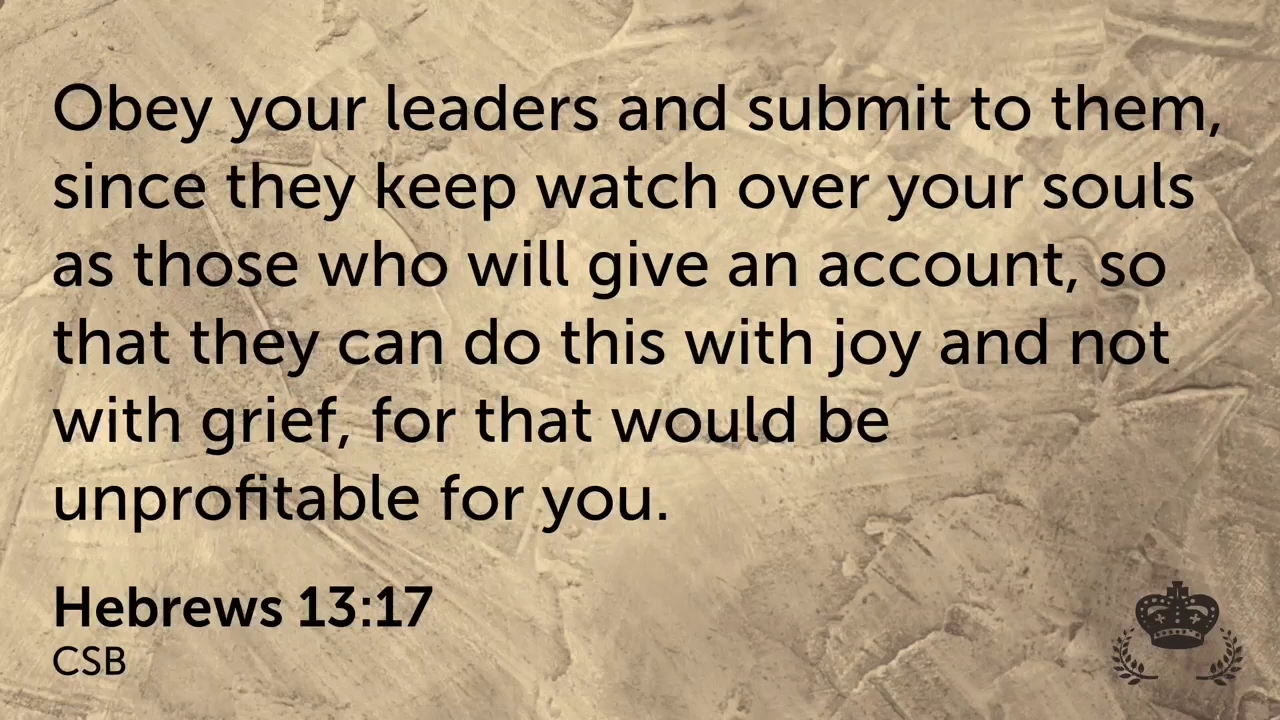 Obey your leaders and submit to them,
since they keep watch over your souls
as those who will give an account, so
that they can do this with joy and not
with grief, for that would be
unprofitable for you.
Hebrews 13:17
CSB